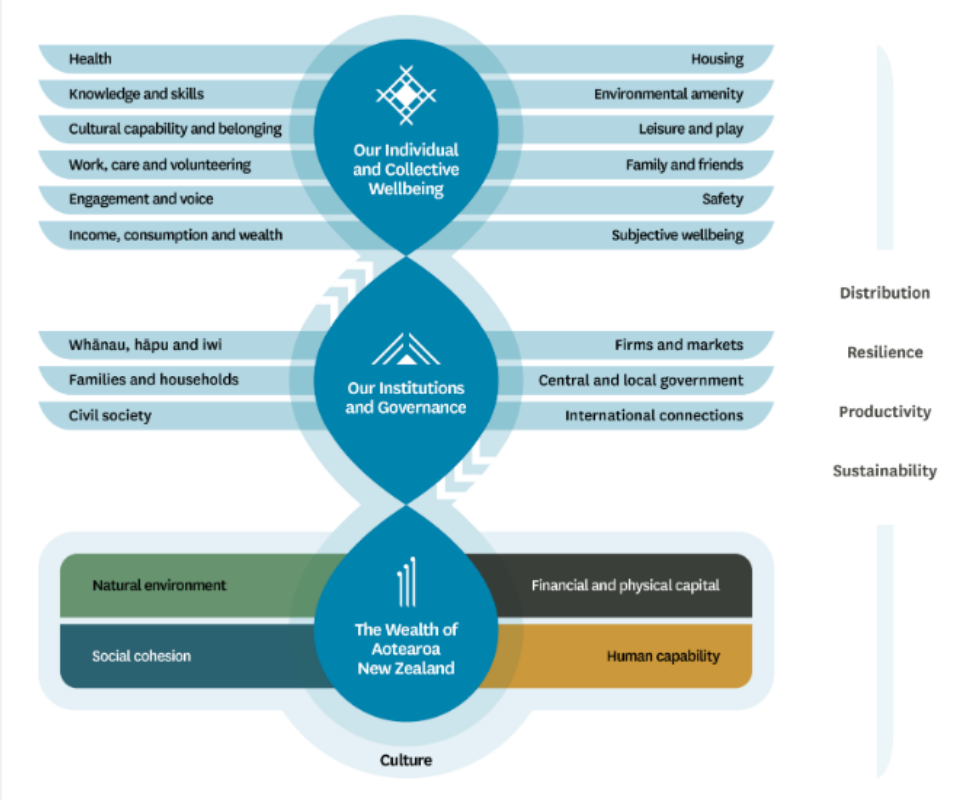 Health
Housing
Knowledge and skills
Environmental amenity
Cultural capability and belonging
Leisure and play
Work, care and volunteering
Family and friends
Engagement and voice
Safety
Income, consumption and wealth
Subjective wellbeing
Our Individual
and Collective
Wellbeing
Whānau, hāpu and iwi
Firms and markets
Families and households
Central and local government
Civil society
International connections
Our Institutions
and Governance
Natural environment
Financial and physical capital
Social cohesion
Human capability
The Wealth of
Aotearoa
New Zealand
Culture
Distribution
Resilience
Productivity
Sustainability